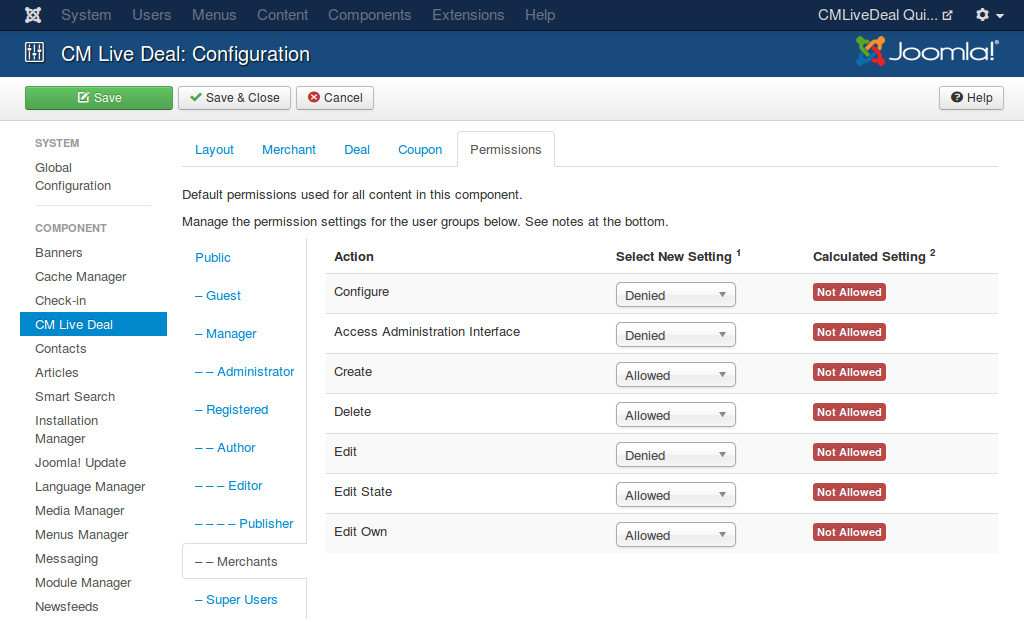 System Users Menus Content Components Extensions Help CMLiveDeal Qui...
CM Live Deal: Configuration Joomla!®
Save Save & Close Cancel Help
SYSTEM
Global
Configuration
COMPONENT
Banners
Cache Manager
Check-in
CM Live Deal
Contacts
Articles
Smart Search
Installation
Manager
Joomla! Update
Language Manager
Media Manager
Menus Manager
Messaging
Module Manager
Newsfeeds
Layout Merchant Deal Coupon Permissions
Default permissions used for all content in this component.
Manage the permission settings for the user groups below. See notes at the bottom.
Public
– Guest
– Manager
– – Administrator
– Registered
– – Author
– – – Editor
– – – – Publisher
– – Merchants
– Super Users
Action Select New Setting 1 Calculated Setting 2
Configure Denied Not Allowed
Access Administration Interface Denied Not Allowed
Create Allowed Not Allowed
Delete Allowed Not Allowed
Edit Denied Not Allowed
Edit State Allowed Not Allowed
Edit Own Allowed Not Allowed